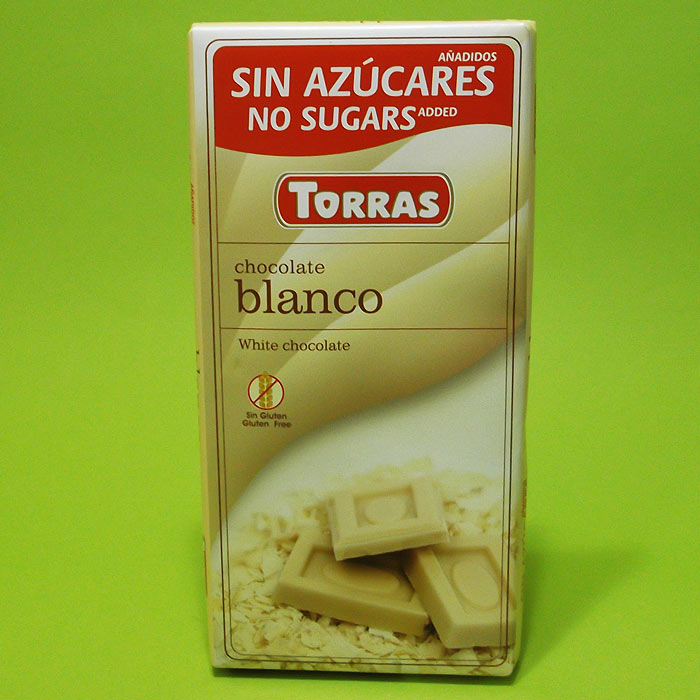 AÑADIDOS
SIN AZÚCARES
NO SUGARS ADDED
TORRAS
chocolate
blanco
White chocolate
Sin Gluten
Gluten Free